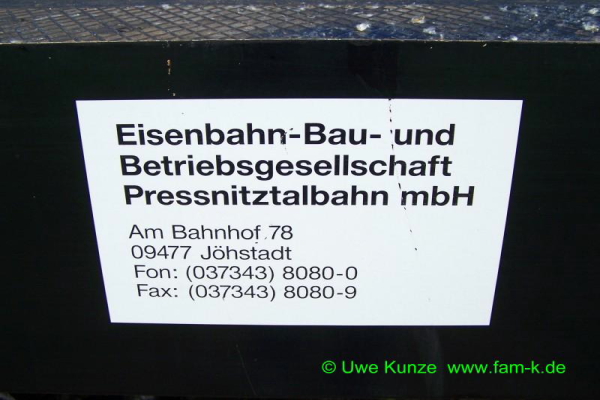 Eisenbahn-Bau- und
Betriebsgesellschaft
Pressnitztalbahn mbH
Am Bahnhof 78
09477 Jöhstadt
Fon: (037343) 8080-0
Fax: (037343) 8080-9
© Uwe Kunze www.fam-k.de